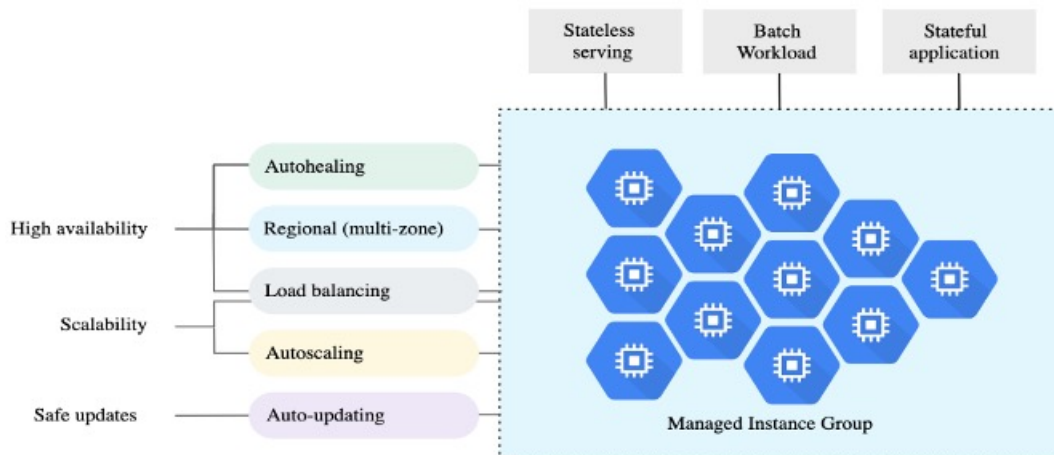 Stateless
serving
Batch
Workload
Stateful
application
Autohealing
High availability
Regional (multi-zone)
Load balancing
Scalability
Autoscaling
Safe updates
Auto-updating
Managed Instance Group